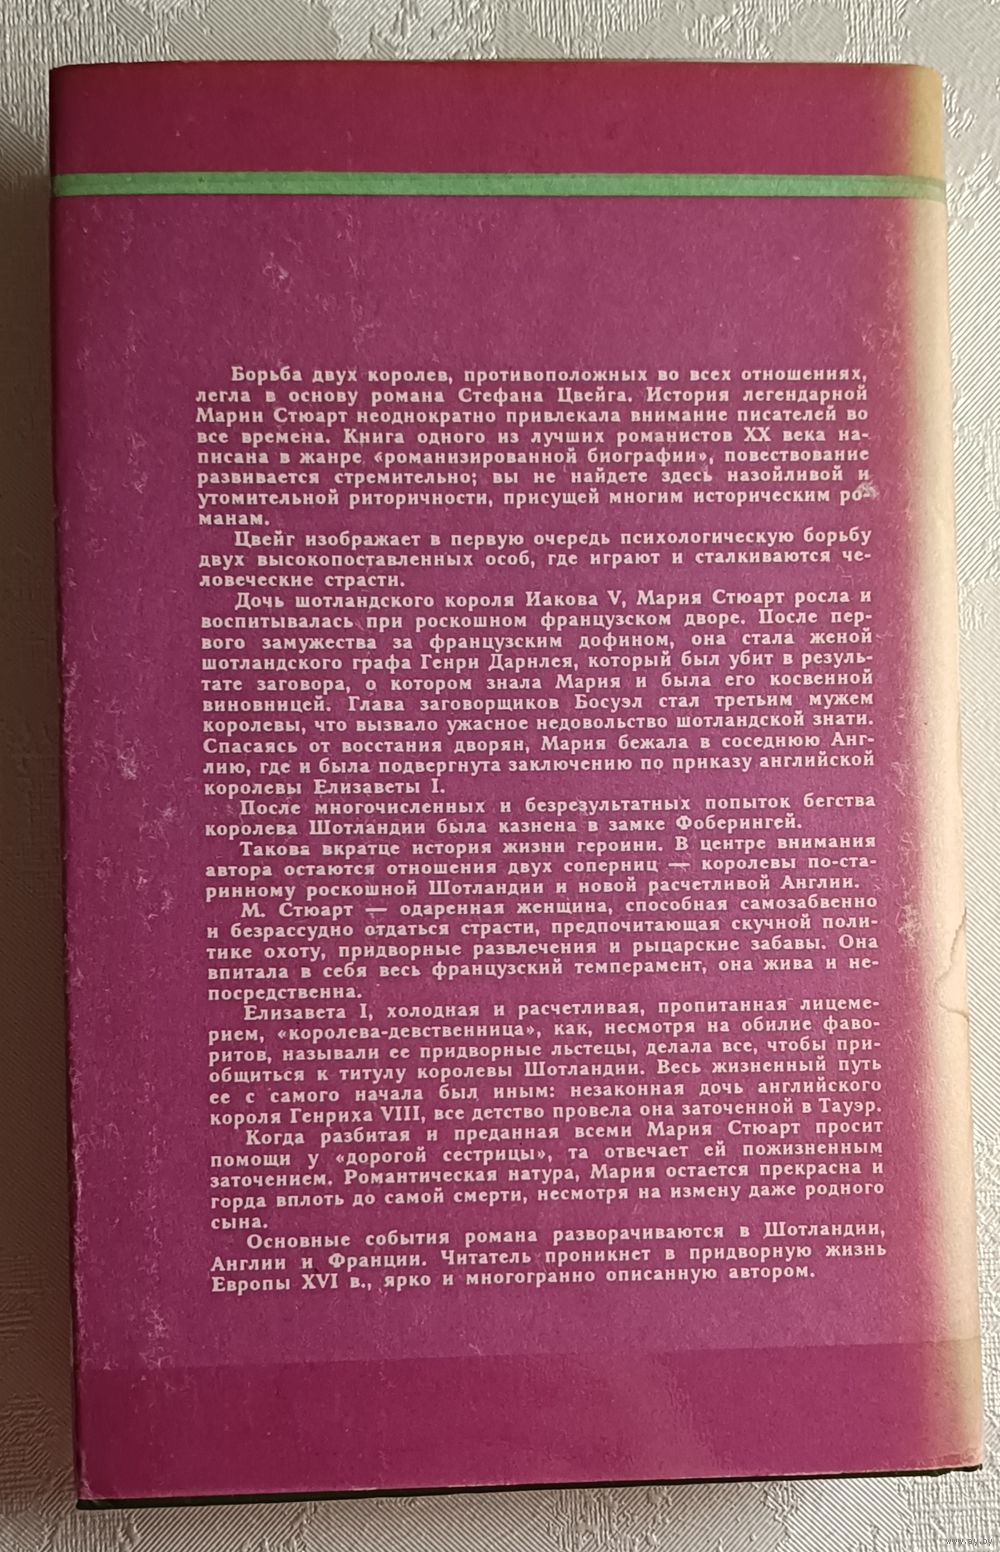 Борьба двух королев, противоположных во всех отношениях,
легла в основу романа Стефана Цвейга. История легендарной
Марии Стюарт неоднократно привлекала внимание писателей во
все времена. Книга одного из лучших романистов XX века на-
писана в жанре «романизированной биографии», повествование
развивается стремительно; вы не найдете здесь назойливой и
утомительной риторичности, присущей многим историческим ро-
манам.
Цвейг изображает в первую очередь психологическую борьбу
двух высокопоставленных особ, где играют и сталкиваются че-
ловеческие страсти.
Дочь шотландского короля Иакова V, Мария Стюарт росла и
воспитывалась при роскошном французском дворе. После пер-
вого замужества за французским дофином, она стала женой
шотландского графа Генри Дарнлея, который был убит в резуль-
тате заговора, о котором знала Мария и была его косвенной
виновницей. Глава заговорщиков Босуэл стал третьим мужем
королевы, что вызвало ужасное недовольство шотландской знати.
Спасаясь от восстания дворян, Мария бежала в соседнюю Анг-
лию, где и была подвергнута заключению по приказу английской
королевы Елизаветы I.
После многочисленных и безрезультатных попыток бегства
королева Шотландии была казнена в замке Фоберингей.
Такова вкратце история жизни героини. В центре внимания
автора остаются отношения двух соперниц — королевы по-ста-
ринному роскошной Шотландии и новой расчетливой Англии.
М. Стюарт — одаренная женщина, способная самозабвенно
и безрассудно отдаться страсти, предпочитающая скучной поли-
тике охоту, придворные развлечения и рыцарские забавы. Она
впитала в себя весь французский темперамент, она жива и не-
посредственна.
Елизавета I, холодная и расчетливая, пропитанная лицеме-
рием, «королева-девственница», как, несмотря на обилие фаво-
ритов, называли ее придворные льстецы, делала все, чтобы при-
общиться к титулу королевы Шотландии. Весь жизненный путь
ее с самого начала был иным: незаконная дочь английского
короля Генриха VIII, все детство провела она заточенной в Тауэр.
Когда разбитая и преданная всеми Мария Стюарт просит
помощи у «дорогой сестрицы», та отвечает ей пожизненным
заточением. Романтическая натура, Мария остается прекрасна и
горда вплоть до самой смерти, несмотря на измену даже родного
сына.
Основные события романа разворачиваются в Шотландии,
Англии и Франции. Читатель проникнет в придворную жизнь
Европы XVI в., ярко и многогранно описанную автором.
www.ay.by